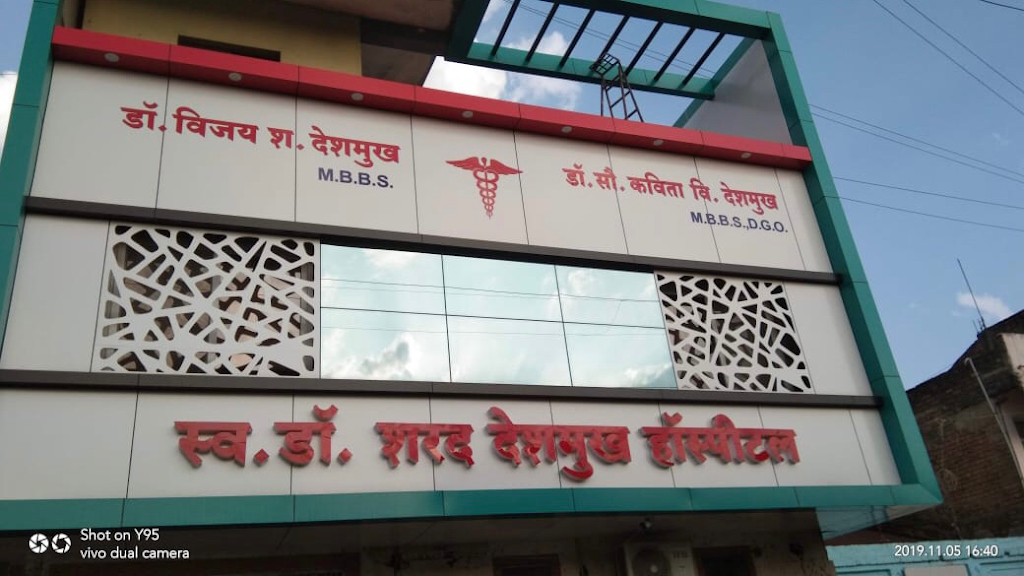 डॉ. विजय श. देशमुख
M.B.B.S.
डॉ. सौ. कविता वि. देशमुख
M.B.B.S.,D.G.O.
स्व. डॉ. शरद देशमुख हॉस्पीटल
Shot on Y95
vivo dual camera
2019.11.05 16:40